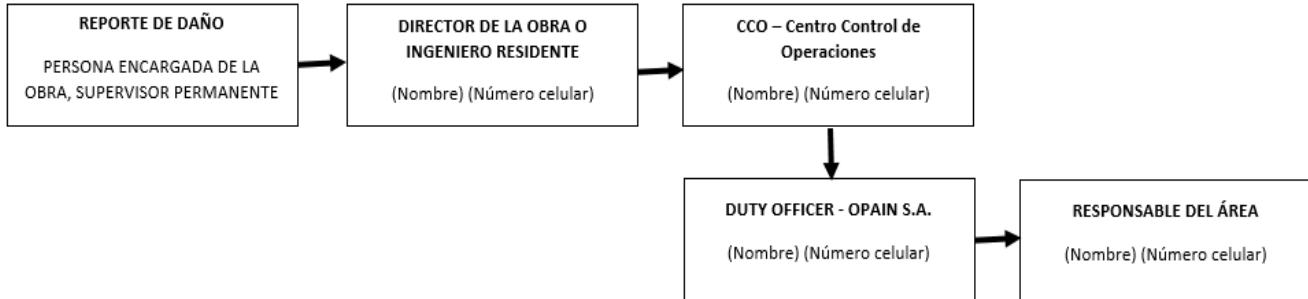 REPORTE DE DAÑO
PERSONA ENCARGADA DE LA
OBRA, SUPERVISOR PERMANENTE
DIRECTOR DE LA OBRA O
INGENIERO RESIDENTE
(Nombre) (Número celular)
CCO – Centro Control de
Operaciones
(Nombre) (Número celular)
DUTY OFFICER - OPAIN S.A.
(Nombre) (Número celular)
RESPONSABLE DEL ÁREA
(Nombre) (Número celular)